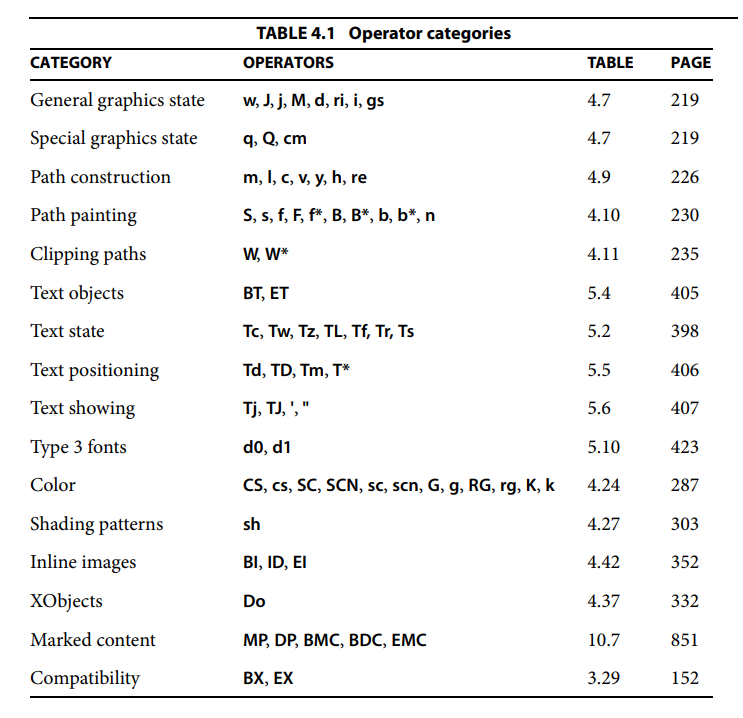 TABLE 4.1 Operator categories
CATEGORY OPERATORS TABLE PAGE
General graphics state w, J, j, M, d, ri, i, gs 4.7 219
Special graphics state q, Q, cm 4.7 219
Path construction m, l, c, v, y, h, re 4.9 226
Path painting S, s, f, F, f*, B, B*, b, b*, n 4.10 230
Clipping paths W, W* 4.11 235
Text objects BT, ET 5.4 405
Text state Tc, Tw, Tz, TL, Tf, Tr, Ts 5.2 398
Text positioning Td, TD, Tm, T* 5.5 406
Text showing Tj, TJ, ', " 5.6 407
Type 3 fonts d0, d1 5.10 423
Color CS, cs, SC, SCN, sc, scn, G, g, RG, rg, K, k 4.24 287
Shading patterns sh 4.27 303
Inline images BI, ID, EI 4.42 352
XObjects Do 4.37 332
Marked content MP, DP, BMC, BDC, EMC 10.7 851
Compatibility BX, EX 3.29 152